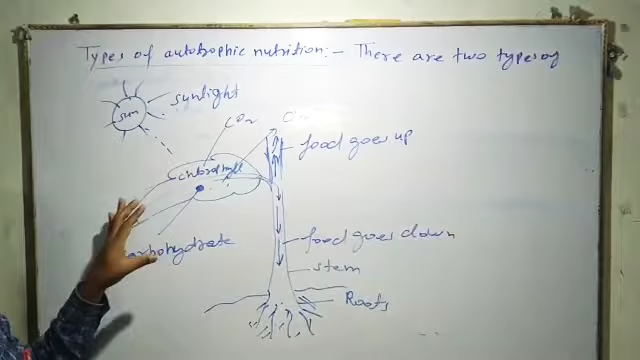 Types of autotrophic nutrition:- There are two types of
sunlight
sun
CO2
O2
food goes up
chlorophyll
carbohydrate
food goes down
stem
Roots